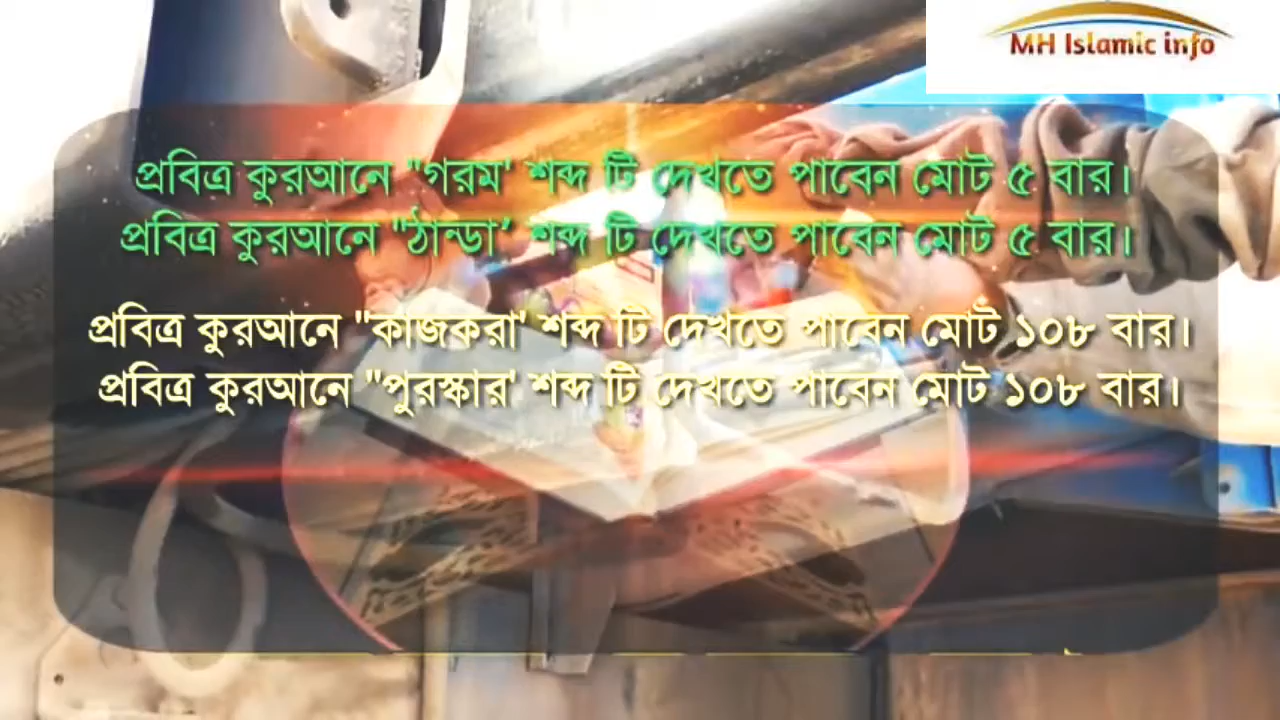 MH Islamic info
প্রবিত্র কুরআনে "গরম' শব্দ টি দেখতে পাবেন মোট ৫ বার।
প্রবিত্র কুরআনে "ঠান্ডা’ শব্দ টি দেখতে পাবেন মোট ৫ বার।
প্রবিত্র কুরআনে "কাজকরা' শব্দ টি দেখতে পাবেন মোট ১০৮ বার।
প্রবিত্র কুরআনে "পুরস্কার' শব্দ টি দেখতে পাবেন মোট ১০৮ বার।